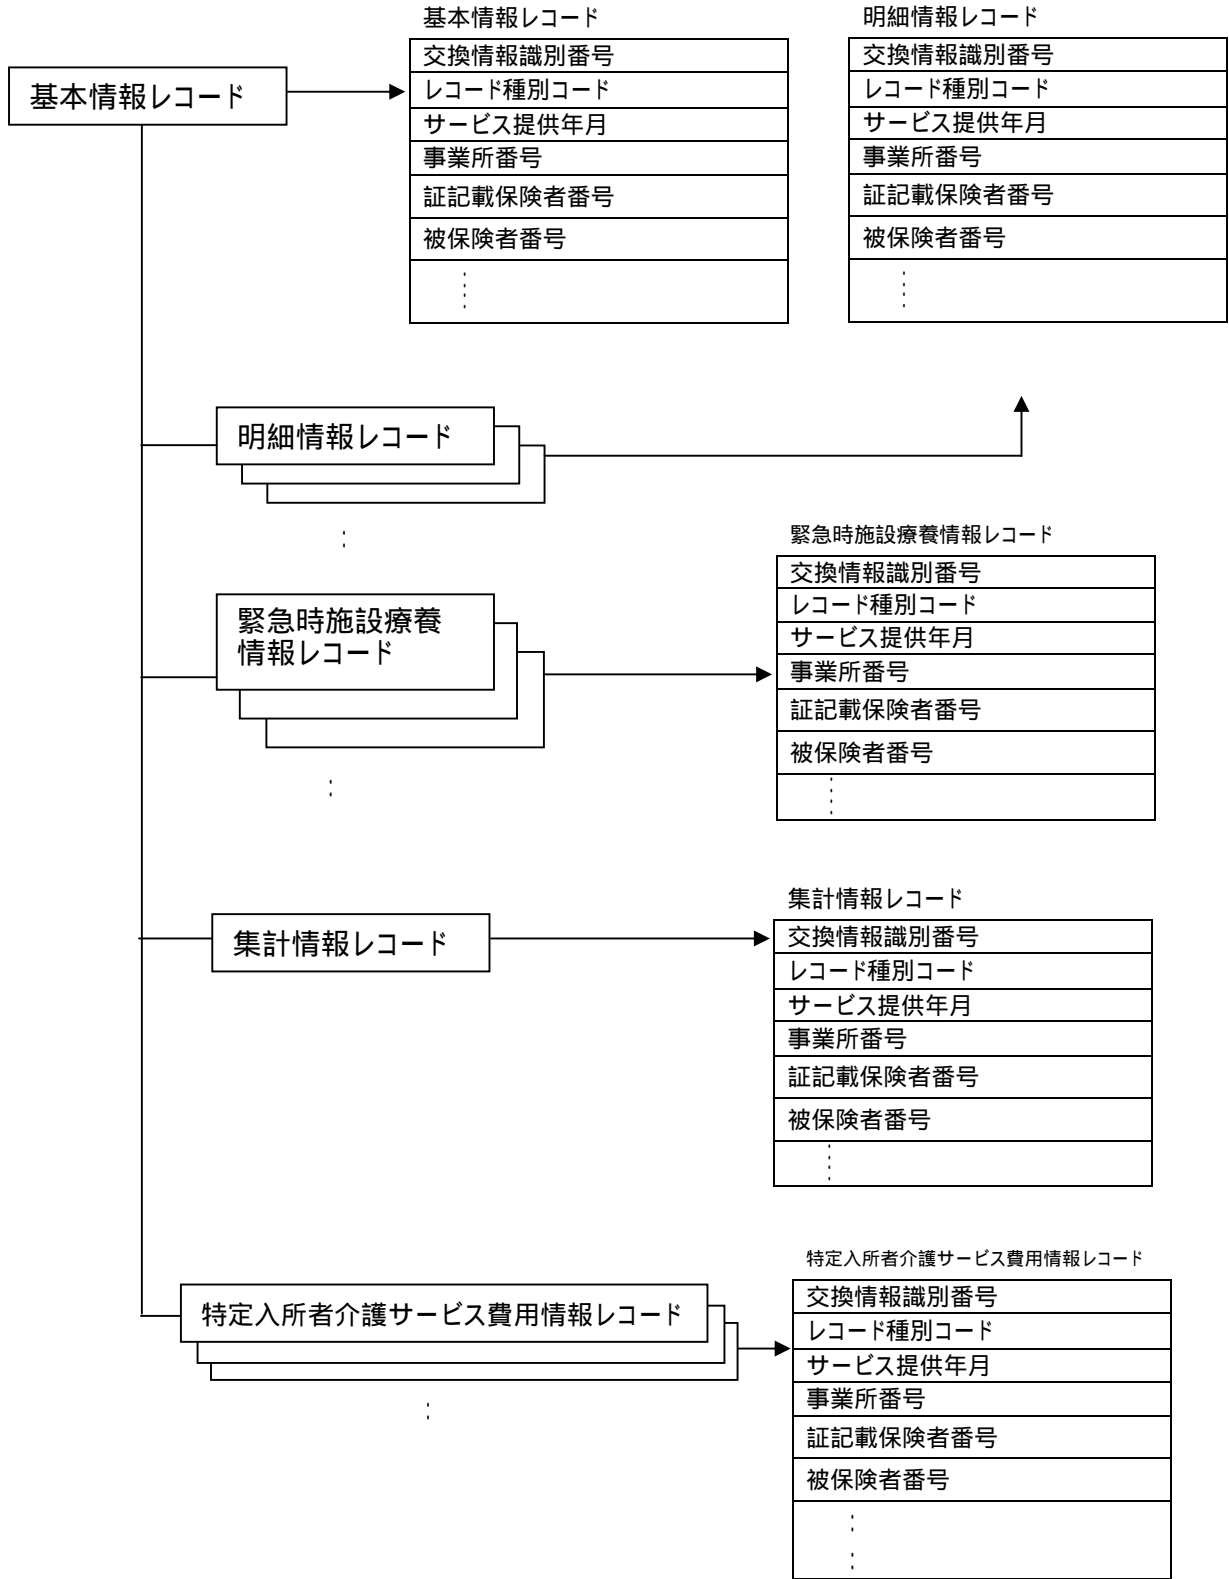 基本情報レコード
基本情報レコード
交換情報識別番号
レコード種別コード
サービス提供年月
事業所番号
証記載保険者番号
被保険者番号
明細情報レコード
交換情報識別番号
レコード種別コード
サービス提供年月
事業所番号
証記載保険者番号
被保険者番号
明細情報レコード
緊急時施設療養
情報レコード
緊急時施設療養情報レコード
交換情報識別番号
レコード種別コード
サービス提供年月
事業所番号
証記載保険者番号
被保険者番号
集計情報レコード
集計情報レコード
交換情報識別番号
レコード種別コード
サービス提供年月
事業所番号
証記載保険者番号
被保険者番号
特定入所者介護サービス費用情報レコード
特定入所者介護サービス費用情報レコード
交換情報識別番号
レコード種別コード
サービス提供年月
事業所番号
証記載保険者番号
被保険者番号